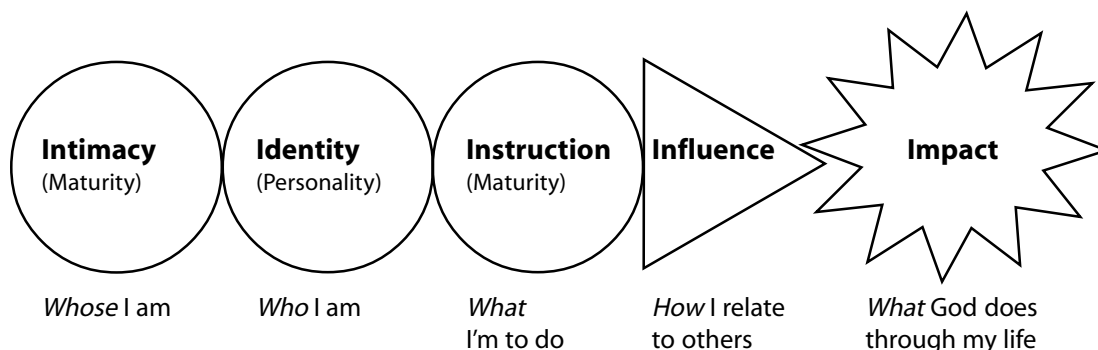 Intimacy
(Maturity)
Identity
(Personality)
Instruction
(Maturity)
Influence
Impact
Whose I am
Who I am
What
I'm to do
How I relate
to others
What God does
through my life